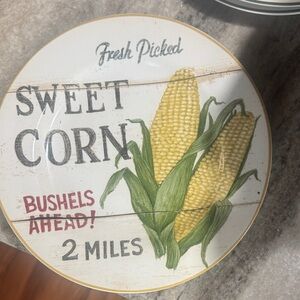 Fresh Picked
SWEET
CORN
BUSHELS
AHEAD!
2 MILES